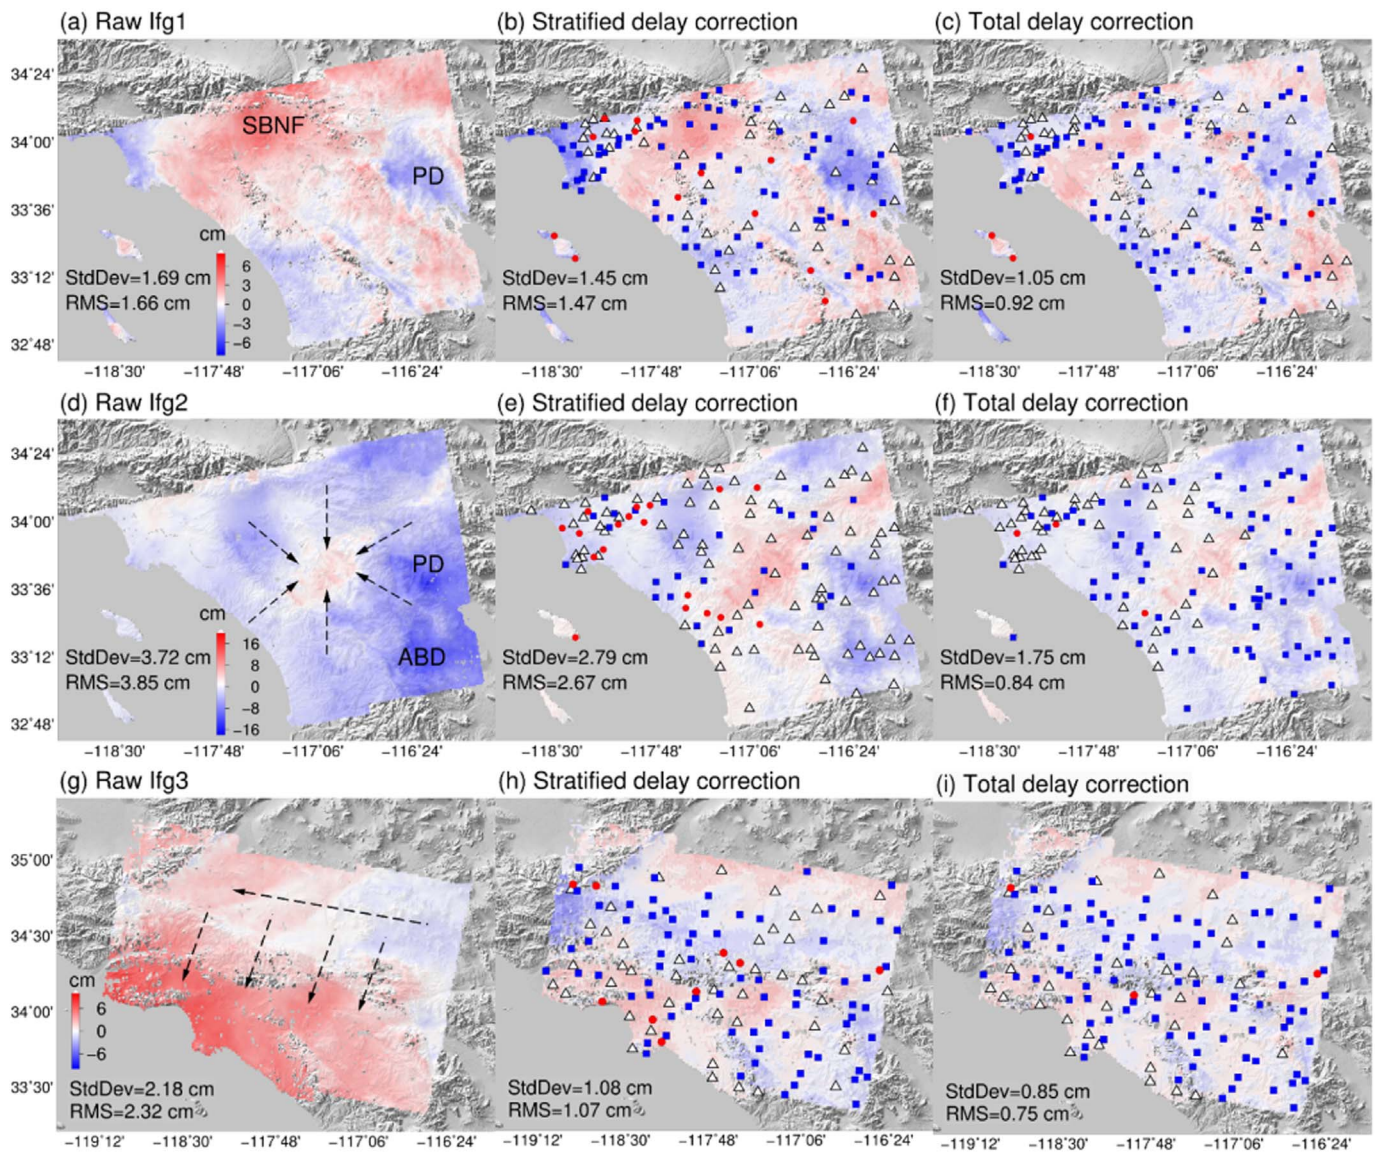 (a) Raw Ifg1
(b) Stratified delay correction
(c) Total delay correction
34°24'
34°00'
33°36'
33°12'
32°48'
SBNF
PD
cm
6
3
0
−3
−6
StdDev=1.69 cm
RMS=1.66 cm
StdDev=1.45 cm
RMS=1.47 cm
StdDev=1.05 cm
RMS=0.92 cm
−118°30' −117°48' −117°06' −116°24'
−118°30' −117°48' −117°06' −116°24'
−118°30' −117°48' −117°06' −116°24'
(d) Raw Ifg2
(e) Stratified delay correction
(f) Total delay correction
34°24'
34°00'
33°36'
33°12'
32°48'
PD
ABD
cm
16
8
0
−8
−16
StdDev=3.72 cm
RMS=3.85 cm
StdDev=2.79 cm
RMS=2.67 cm
StdDev=1.75 cm
RMS=0.84 cm
−118°30' −117°48' −117°06' −116°24'
−118°30' −117°48' −117°06' −116°24'
−118°30' −117°48' −117°06' −116°24'
(g) Raw Ifg3
(h) Stratified delay correction
(i) Total delay correction
35°00'
34°30'
34°00'
33°30'
cm
6
0
−6
StdDev=2.18 cm
RMS=2.32 cm
StdDev=1.08 cm
RMS=1.07 cm
StdDev=0.85 cm
RMS=0.75 cm
−119°12' −118°30' −117°48' −117°06' −116°24'
−119°12' −118°30' −117°48' −117°06' −116°24'
−119°12' −118°30' −117°48' −117°06' −116°24'